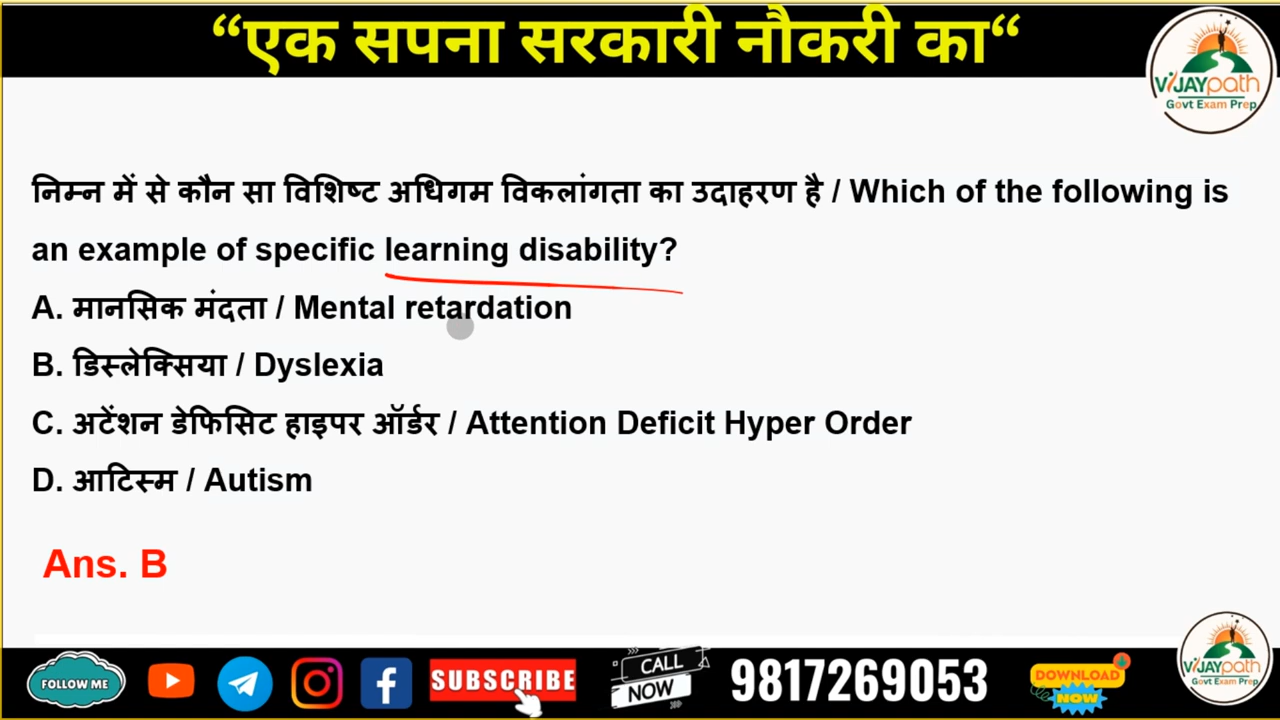 “एक सपना सरकारी नौकरी का“
VIJAYpath
Govt Exam Prep
निम्न में से कौन सा विशिष्ट अधिगम विकलांगता का उदाहरण है / Which of the following is
an example of specific learning disability?
A. मानसिक मंदता / Mental retardation
B. डिस्लेक्सिया / Dyslexia
C. अटेंशन डेफिसिट हाइपर ऑर्डर / Attention Deficit Hyper Order
D. आटिस्म / Autism
Ans. B
FOLLOW ME
SUBSCRIBE
CALL
NOW
9817269053
DOWNLOAD
NOW
VIJAYpath
Govt Exam Prep